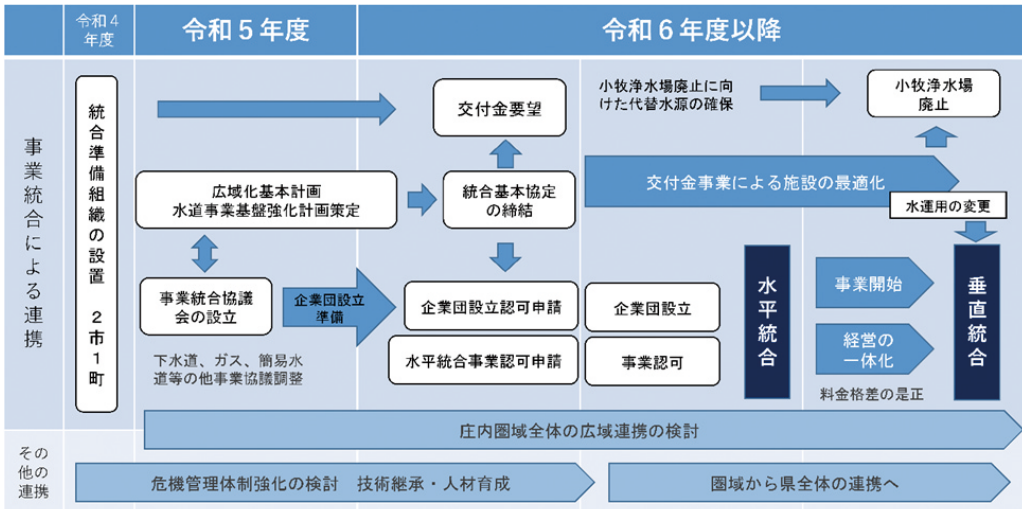 令和４
年度
令和５年度
令和６年度以降
事業統合による連携
統合準備組織の設置　２市１町
交付金要望
小牧浄水場廃止に向
けた代替水源の確保
小牧浄水場
廃止
広域化基本計画
水道事業基盤強化計画策定
統合基本協定
の締結
交付金事業による施設の最適化
水運用の変更
事業統合協議
会の設立
企業団設立
準備
企業団設立認可申請
企業団設立
水平統合事業認可申請
事業認可
下水道、ガス、簡易水
道等の他事業協議調整
水平統合
事業開始
経営の
一体化
料金格差の是正
垂直統合
庄内圏域全体の広域連携の検討
その
他の
連携
危機管理体制強化の検討　技術継承・人材育成
圏域から県全体の連携へ